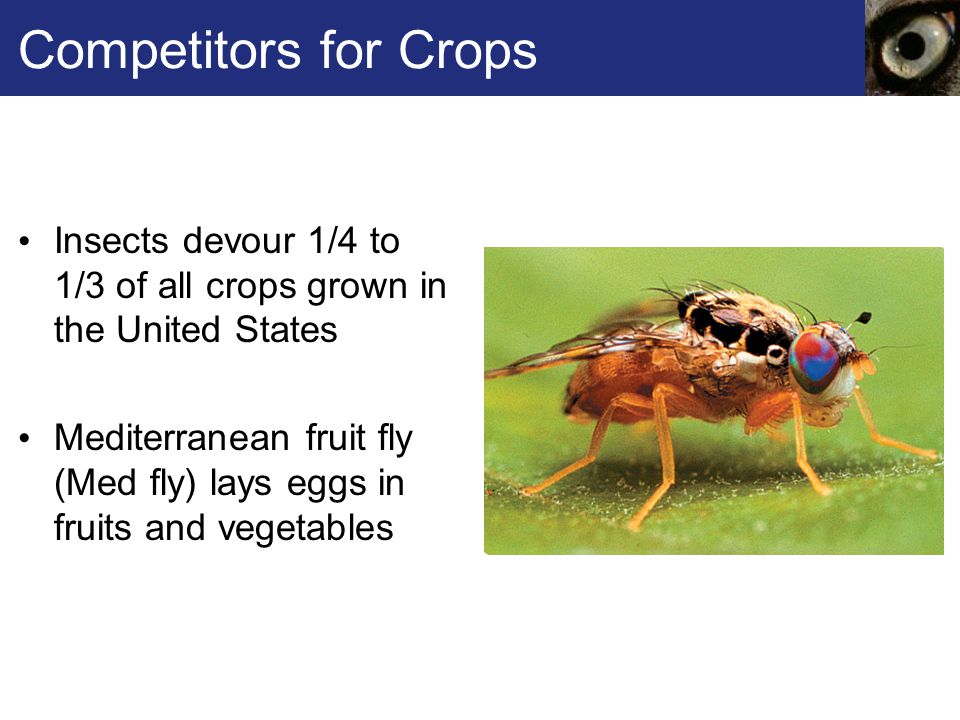 Competitors for Crops
• Insects devour 1/4 to
1/3 of all crops grown in
the United States
• Mediterranean fruit fly
(Med fly) lays eggs in
fruits and vegetables